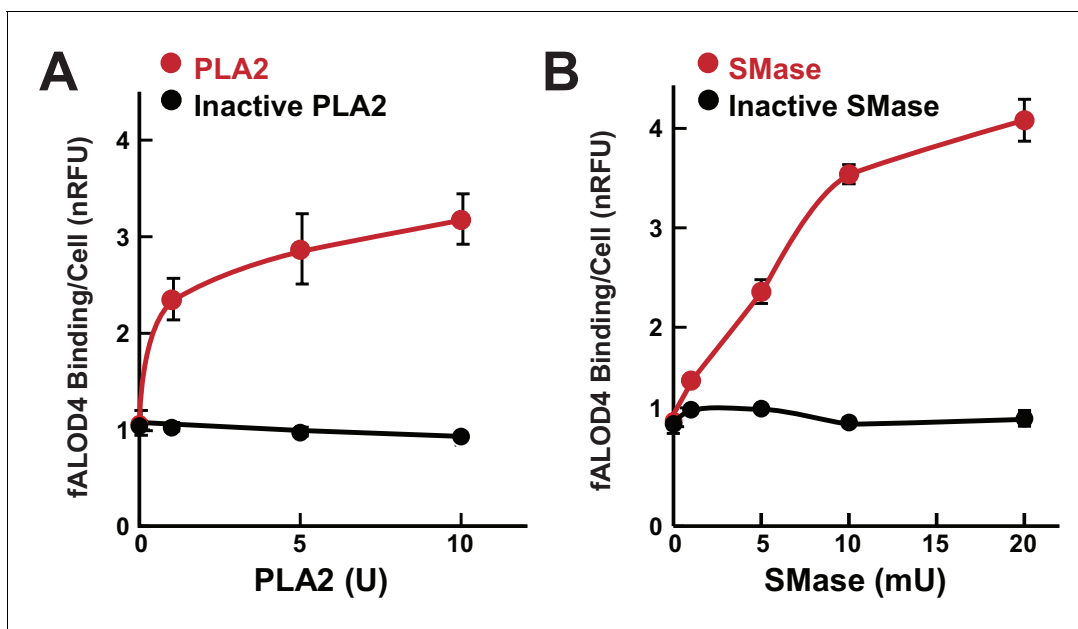 A
PLA2
Inactive PLA2
fALOD4 Binding/Cell (nRFU)
4
3
2
1
0
0 5 10
PLA2 (U)
B
SMase
Inactive SMase
fALOD4 Binding/Cell (nRFU)
4
3
2
1
0
0 5 10 15 20
SMase (mU)